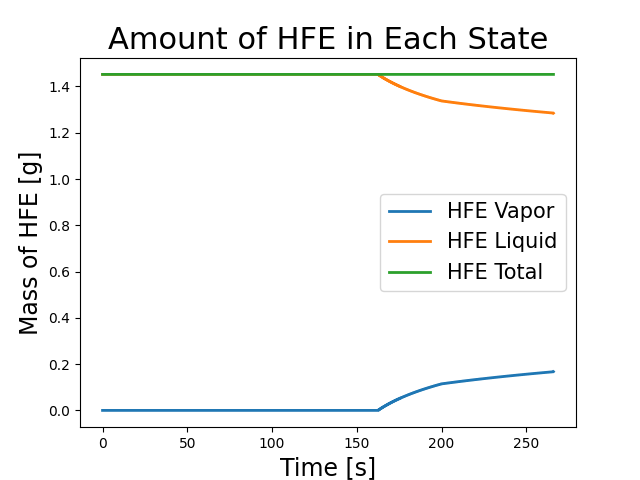 Amount of HFE in Each State
Mass of HFE [g]
1.4
1.2
1.0
0.8
0.6
0.4
0.2
0.0
HFE Vapor
HFE Liquid
HFE Total
0 50 100 150 200 250
Time [s]